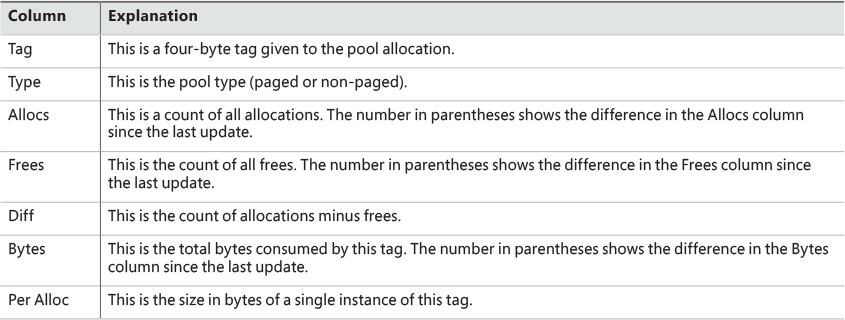 Column Explanation
Tag This is a four-byte tag given to the pool allocation.
Type This is the pool type (paged or non-paged).
Allocs This is a count of all allocations. The number in parentheses shows the difference in the Allocs column
since the last update.
Frees This is the count of all frees. The number in parentheses shows the difference in the Frees column since
the last update.
Diff This is the count of allocations minus frees.
Bytes This is the total bytes consumed by this tag. The number in parentheses shows the difference in the Bytes
column since the last update.
Per Alloc This is the size in bytes of a single instance of this tag.